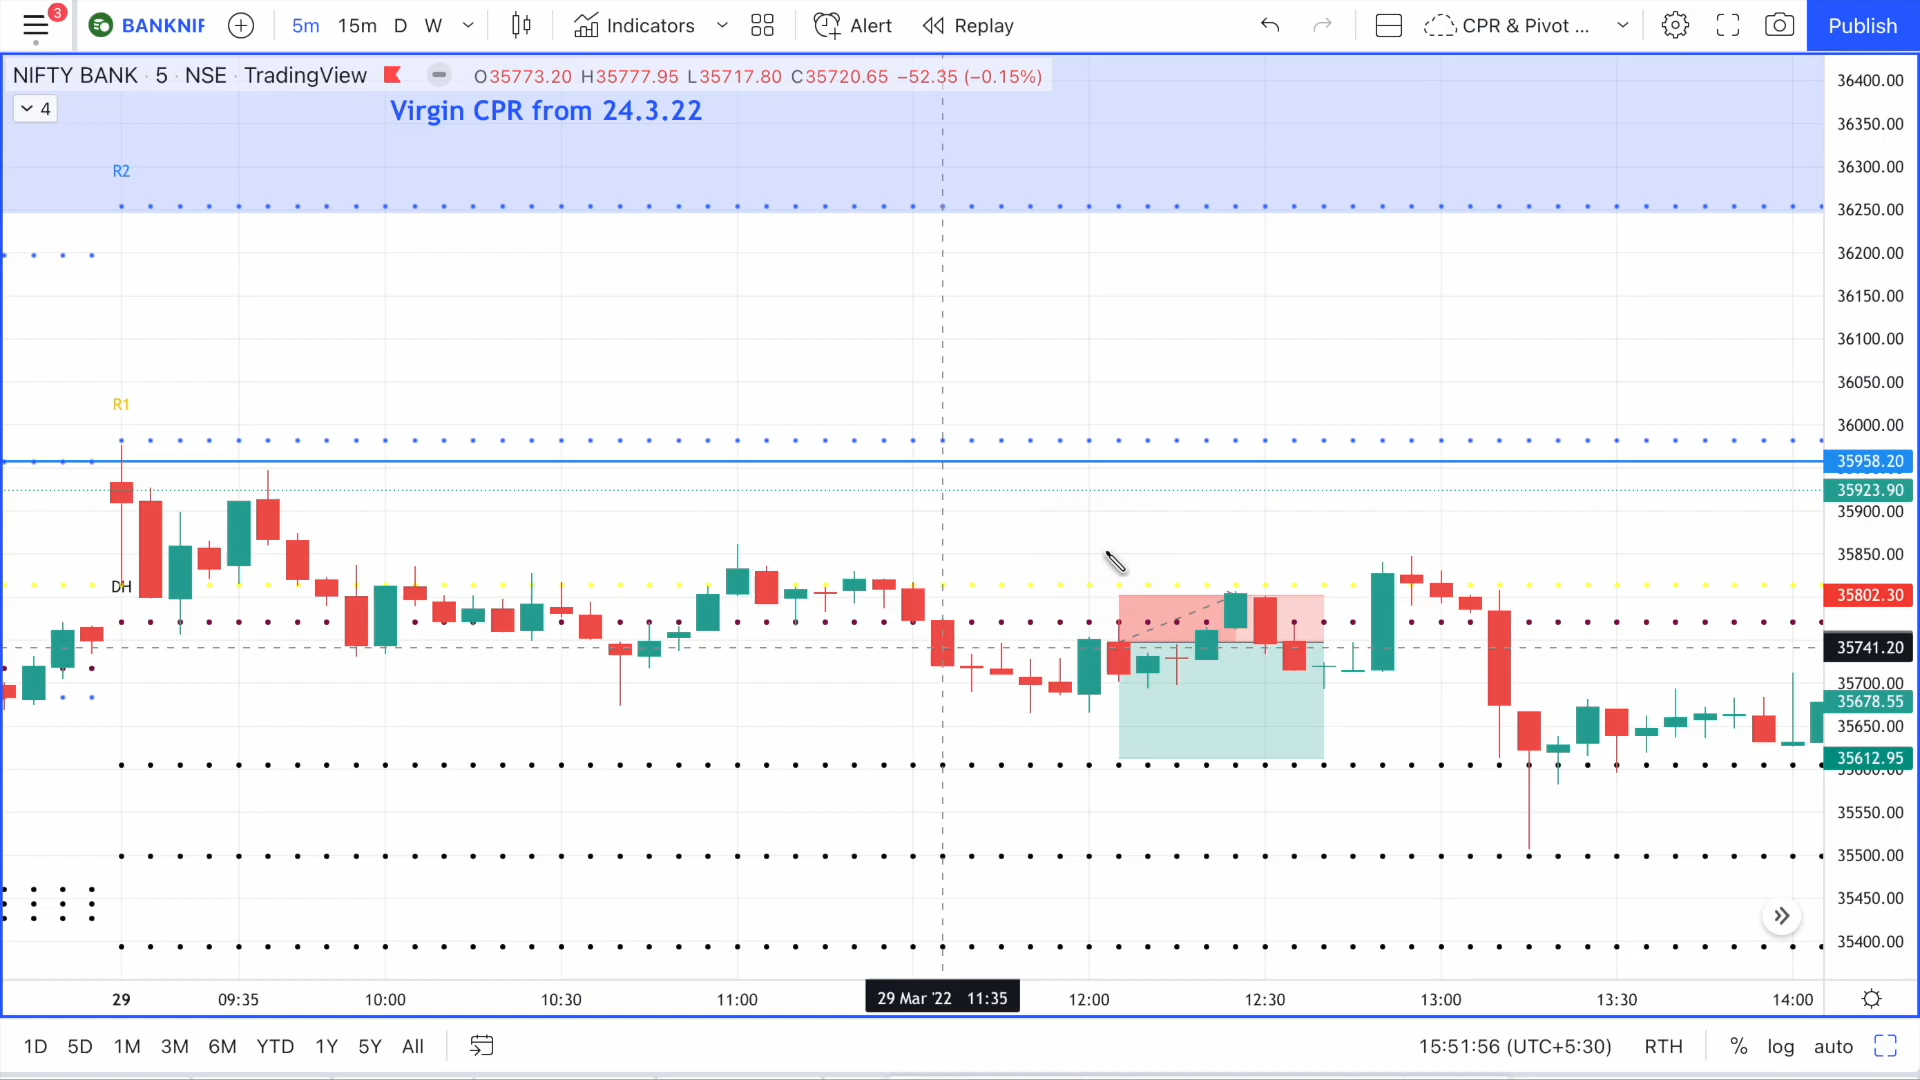 3
BANKNIF
5m 15m D W
Indicators
Alert
Replay
CPR & Pivot ...
Publish
NIFTY BANK · 5 · NSE · TradingView
O35773.20 H35777.95 L35717.80 C35720.65 −52.35 (−0.15%)
4
Virgin CPR from 24.3.22
R2
R1
DH
36400.00
36350.00
36300.00
36250.00
36200.00
36150.00
36100.00
36050.00
36000.00
35958.20
35923.90
35900.00
35850.00
35802.30
35741.20
35700.00
35678.55
35650.00
35612.95
35600.00
35550.00
35500.00
35450.00
35400.00
29 09:35 10:00 10:30 11:00 29 Mar '22 11:35 12:00 12:30 13:00 13:30 14:00
1D 5D 1M 3M 6M YTD 1Y 5Y All
15:51:56 (UTC+5:30) RTH % log auto